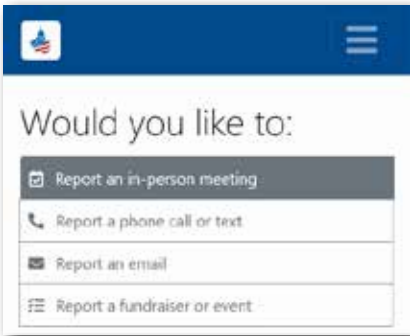 Would you like to:
Report an in-person meeting
Report a phone call or text
Report an email
Report a fundraiser or event